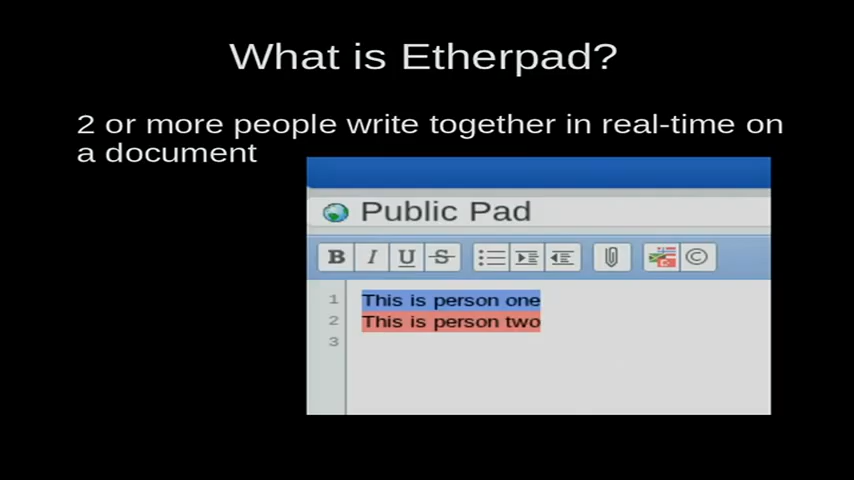 What is Etherpad?
2 or more people write together in real-time on
a document
Public Pad
B I U S ©
1 This is person one
2 This is person two
3